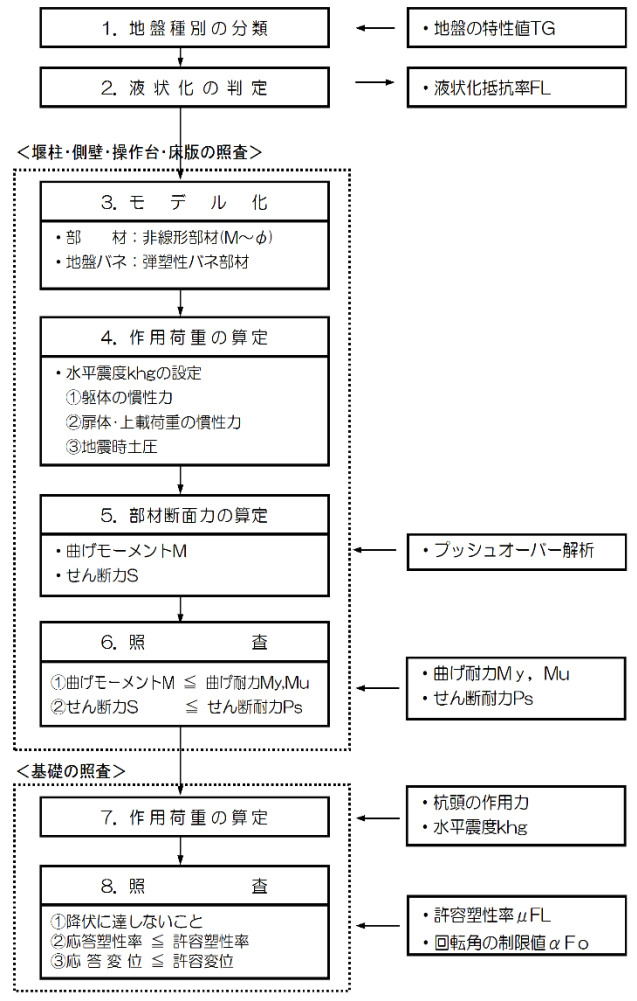 1．地盤種別の分類
・地盤の特性値TG
2．液状化の判定
・液状化抵抗率FL
＜堰柱・側壁・操作台・床版の照査＞
3．モ デ ル 化
・部　　材：非線形部材(M～φ)
・地盤バネ：弾塑性バネ部材
4．作用荷重の算定
・水平震度khgの設定
①躯体の慣性力
②扉体・上載荷重の慣性力
③地震時土圧
5．部材断面力の算定
・曲げモーメントM
・せん断力S
・プッシュオーバー解析
6．照　　　査
①曲げモーメントM ≦ 曲げ耐力My,Mu
②せん断力S　　 ≦ せん断耐力Ps
・曲げ耐力Ｍｙ，Ｍu
・せん断耐力Ps
＜基礎の照査＞
7．作用荷重の算定
・杭頭の作用力
・水平震度khg
8．照　　　査
①降伏に達しないこと
②応答塑性率 ≦ 許容塑性率
③応 答 変 位 ≦ 許容変位
・許容塑性率μFL
・回転角の制限値αＦo